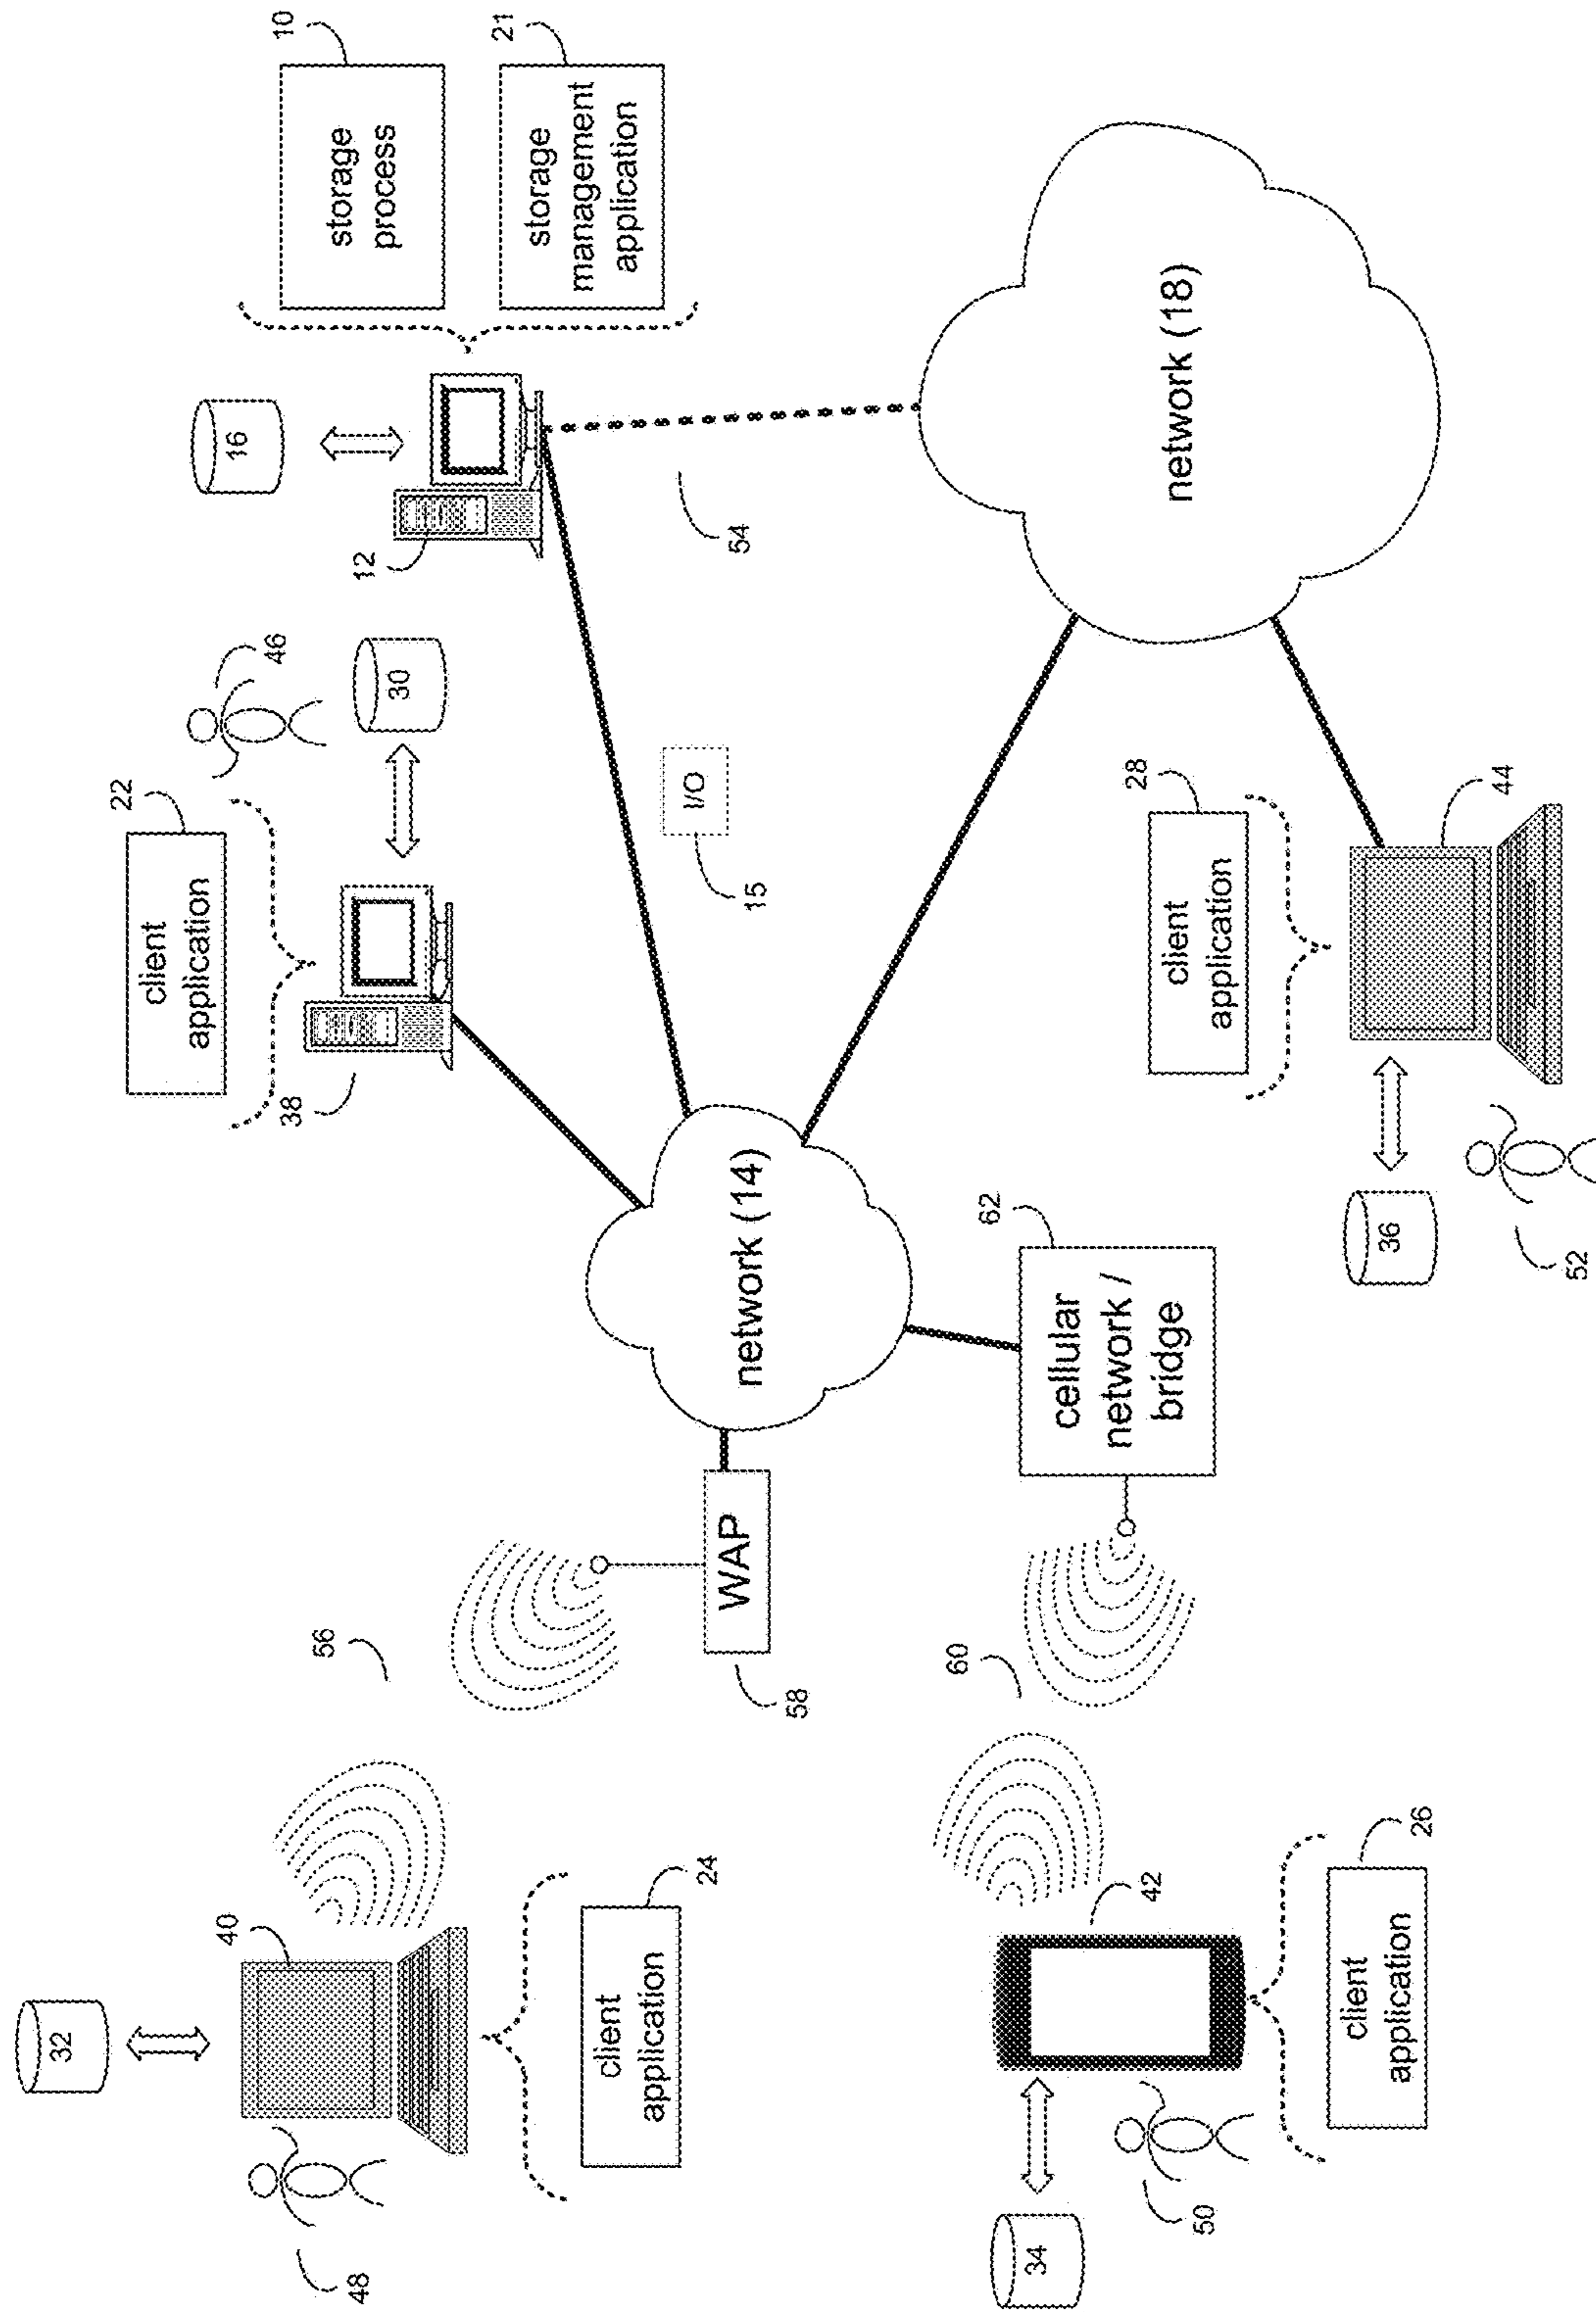 32
40
48
client
application
24
56
WAP
58
client
application
22
38
46
30
16
12
storage
process
10
storage
management
application
21
I/O
15
54
network (14)
network (18)
60
cellular
network /
bridge
62
34
42
50
client
application
26
client
application
28
44
36
52